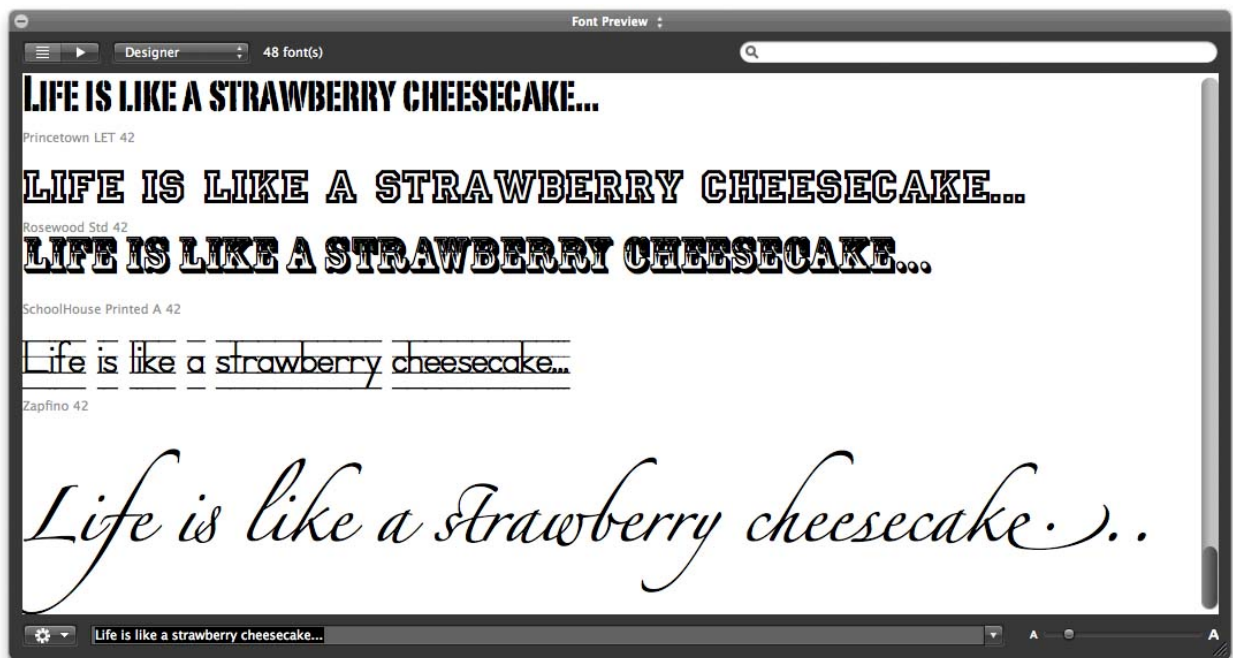 Font Preview
Designer 48 font(s)
LIFE IS LIKE A STRAWBERRY CHEESECAKE...
Princetown LET 42
LIFE IS LIKE A STRAWBERRY CHEESECAKE...
Rosewood Std 42
LIFE IS LIKE A STRAWBERRY CHEESECAKE...
SchoolHouse Printed A 42
Life is like a strawberry cheesecake...
Zapfino 42
Life is like a strawberry cheesecake...
Life is like a strawberry cheesecake... A A